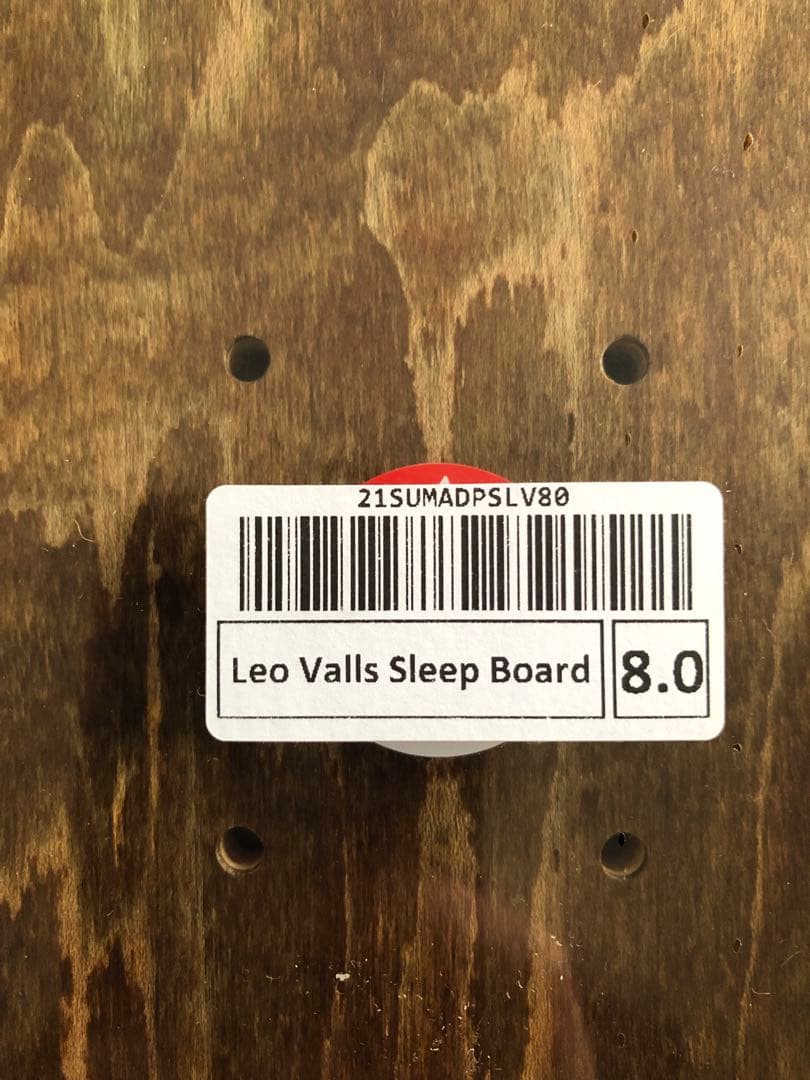 21SUMADPSLV80
Leo Valls Sleep Board
8.0